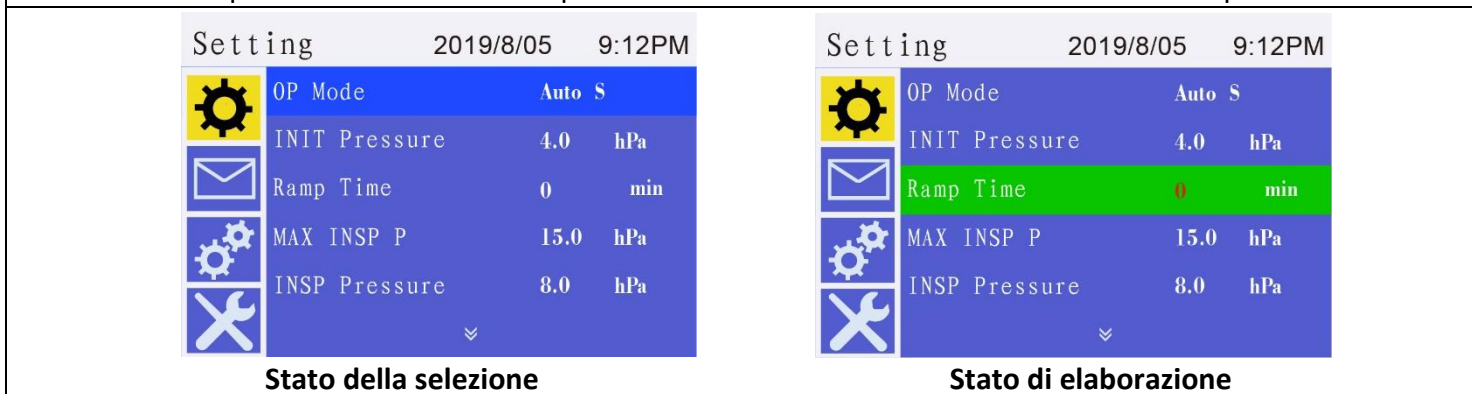 Setting 2019/8/05 9:12PM
OP Mode Auto S
INIT Pressure 4.0 hPa
Ramp Time 0 min
MAX INSP P 15.0 hPa
INSP Pressure 8.0 hPa
Stato della selezione
Setting 2019/8/05 9:12PM
OP Mode Auto S
INIT Pressure 4.0 hPa
Ramp Time 0 min
MAX INSP P 15.0 hPa
INSP Pressure 8.0 hPa
Stato di elaborazione